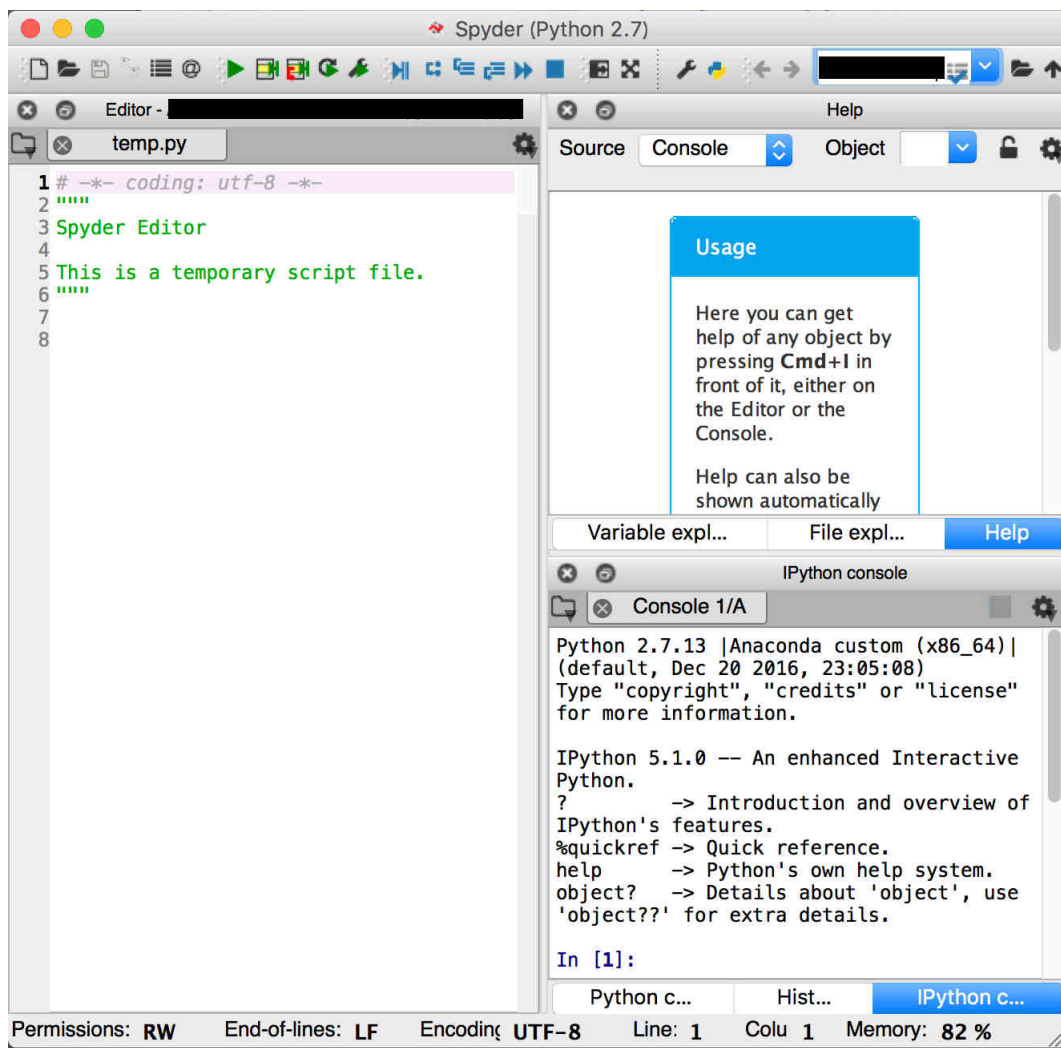 Spyder (Python 2.7)
Editor -
temp.py
1 # -*- coding: utf-8 -*-
2 """
3 Spyder Editor
4
5 This is a temporary script file.
6 """
7
8
Help
Source Console Object
Usage
Here you can get
help of any object by
pressing Cmd+I in
front of it, either on
the Editor or the
Console.
Help can also be
shown automatically
Variable expl... File expl... Help
IPython console
Console 1/A
Python 2.7.13 |Anaconda custom (x86_64)|
(default, Dec 20 2016, 23:05:08)
Type "copyright", "credits" or "license"
for more information.
IPython 5.1.0 -- An enhanced Interactive
Python.
? -> Introduction and overview of
IPython's features.
%quickref -> Quick reference.
help -> Python's own help system.
object? -> Details about 'object', use
'object??' for extra details.
In [1]:
Python c... Hist... IPython c...
Permissions: RW End-of-lines: LF Encoding UTF-8 Line: 1 Colu 1 Memory: 82 %